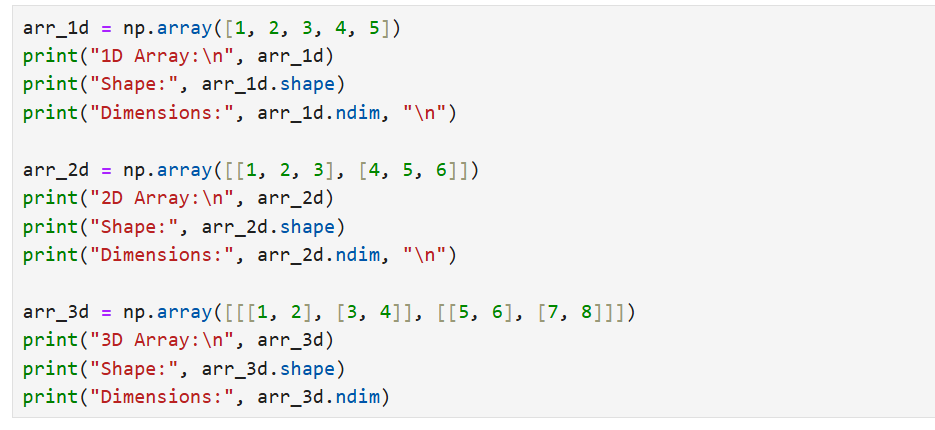 arr_1d = np.array([1, 2, 3, 4, 5])
print("1D Array:\n", arr_1d)
print("Shape:", arr_1d.shape)
print("Dimensions:", arr_1d.ndim, "\n")

arr_2d = np.array([[1, 2, 3], [4, 5, 6]])
print("2D Array:\n", arr_2d)
print("Shape:", arr_2d.shape)
print("Dimensions:", arr_2d.ndim, "\n")

arr_3d = np.array([[[1, 2], [3, 4]], [[5, 6], [7, 8]]])
print("3D Array:\n", arr_3d)
print("Shape:", arr_3d.shape)
print("Dimensions:", arr_3d.ndim)